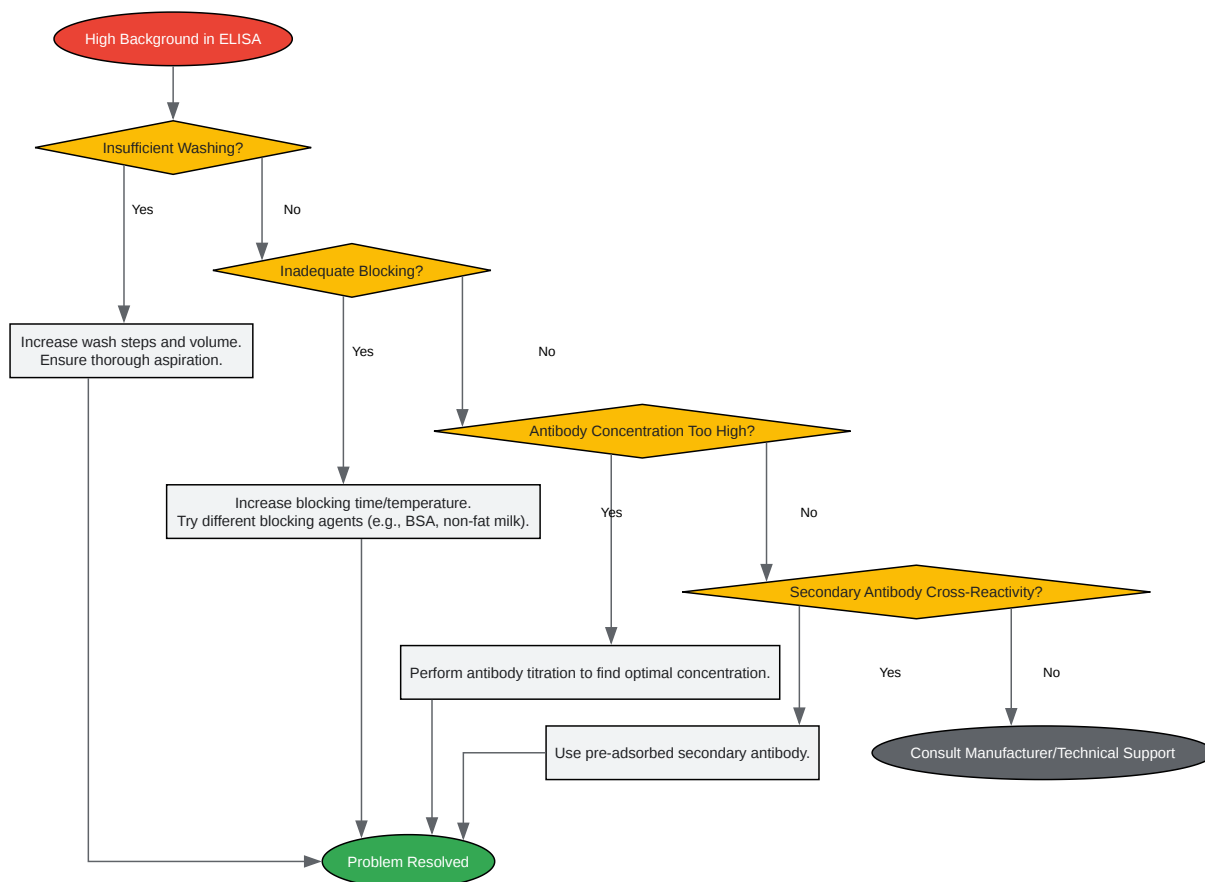 High Background in ELISA
Insufficient Washing?
Yes
No
Inadequate Blocking?
Increase wash steps and volume.
Ensure thorough aspiration.
Yes
No
Antibody Concentration Too High?
Increase blocking time/temperature.
Try different blocking agents (e.g., BSA, non-fat milk).
Yes
No
Secondary Antibody Cross-Reactivity?
Perform antibody titration to find optimal concentration.
Yes
No
Use pre-adsorbed secondary antibody.
Consult Manufacturer/Technical Support
Problem Resolved